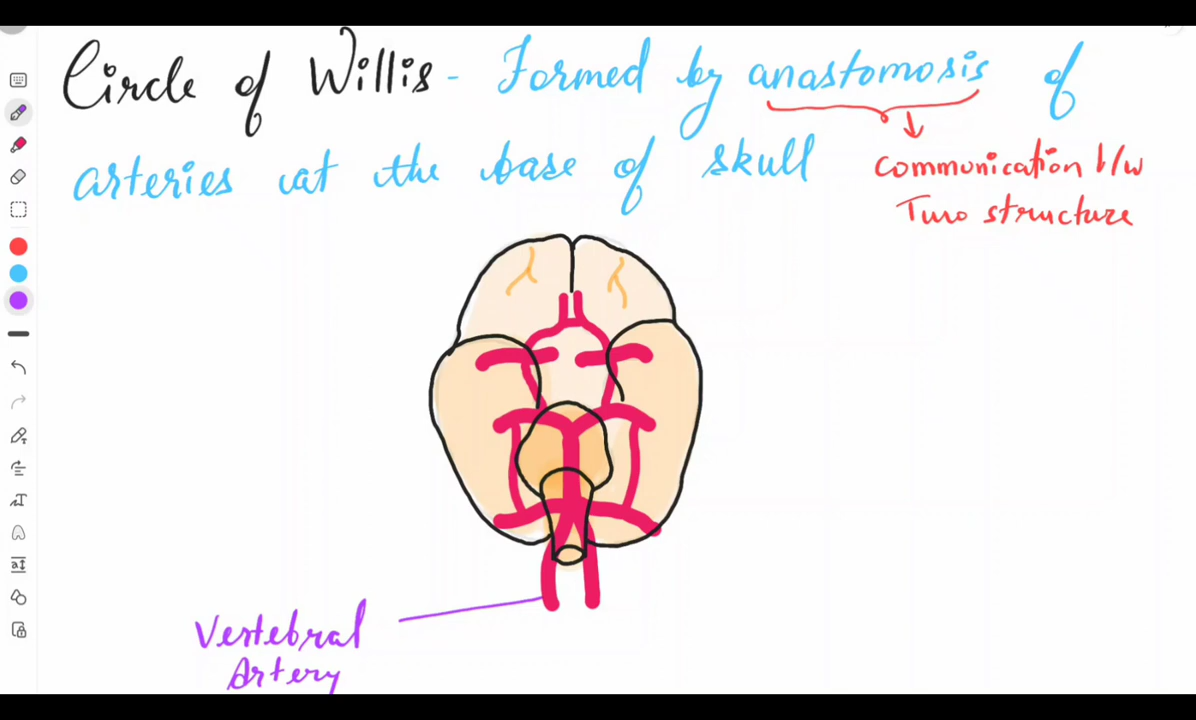 Circle of Willis - Formed by anastomosis of
arteries at the base of skull
communication b/w
Two structure
Vertebral
Artery